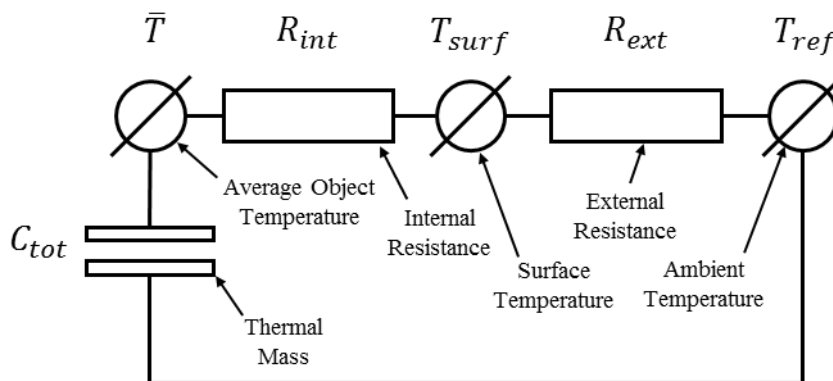 T̄ R_int T_surf R_ext T_ref
Average Object
Temperature
Internal
Resistance
External
Resistance
C_tot
Surface
Temperature
Ambient
Temperature
Thermal
Mass